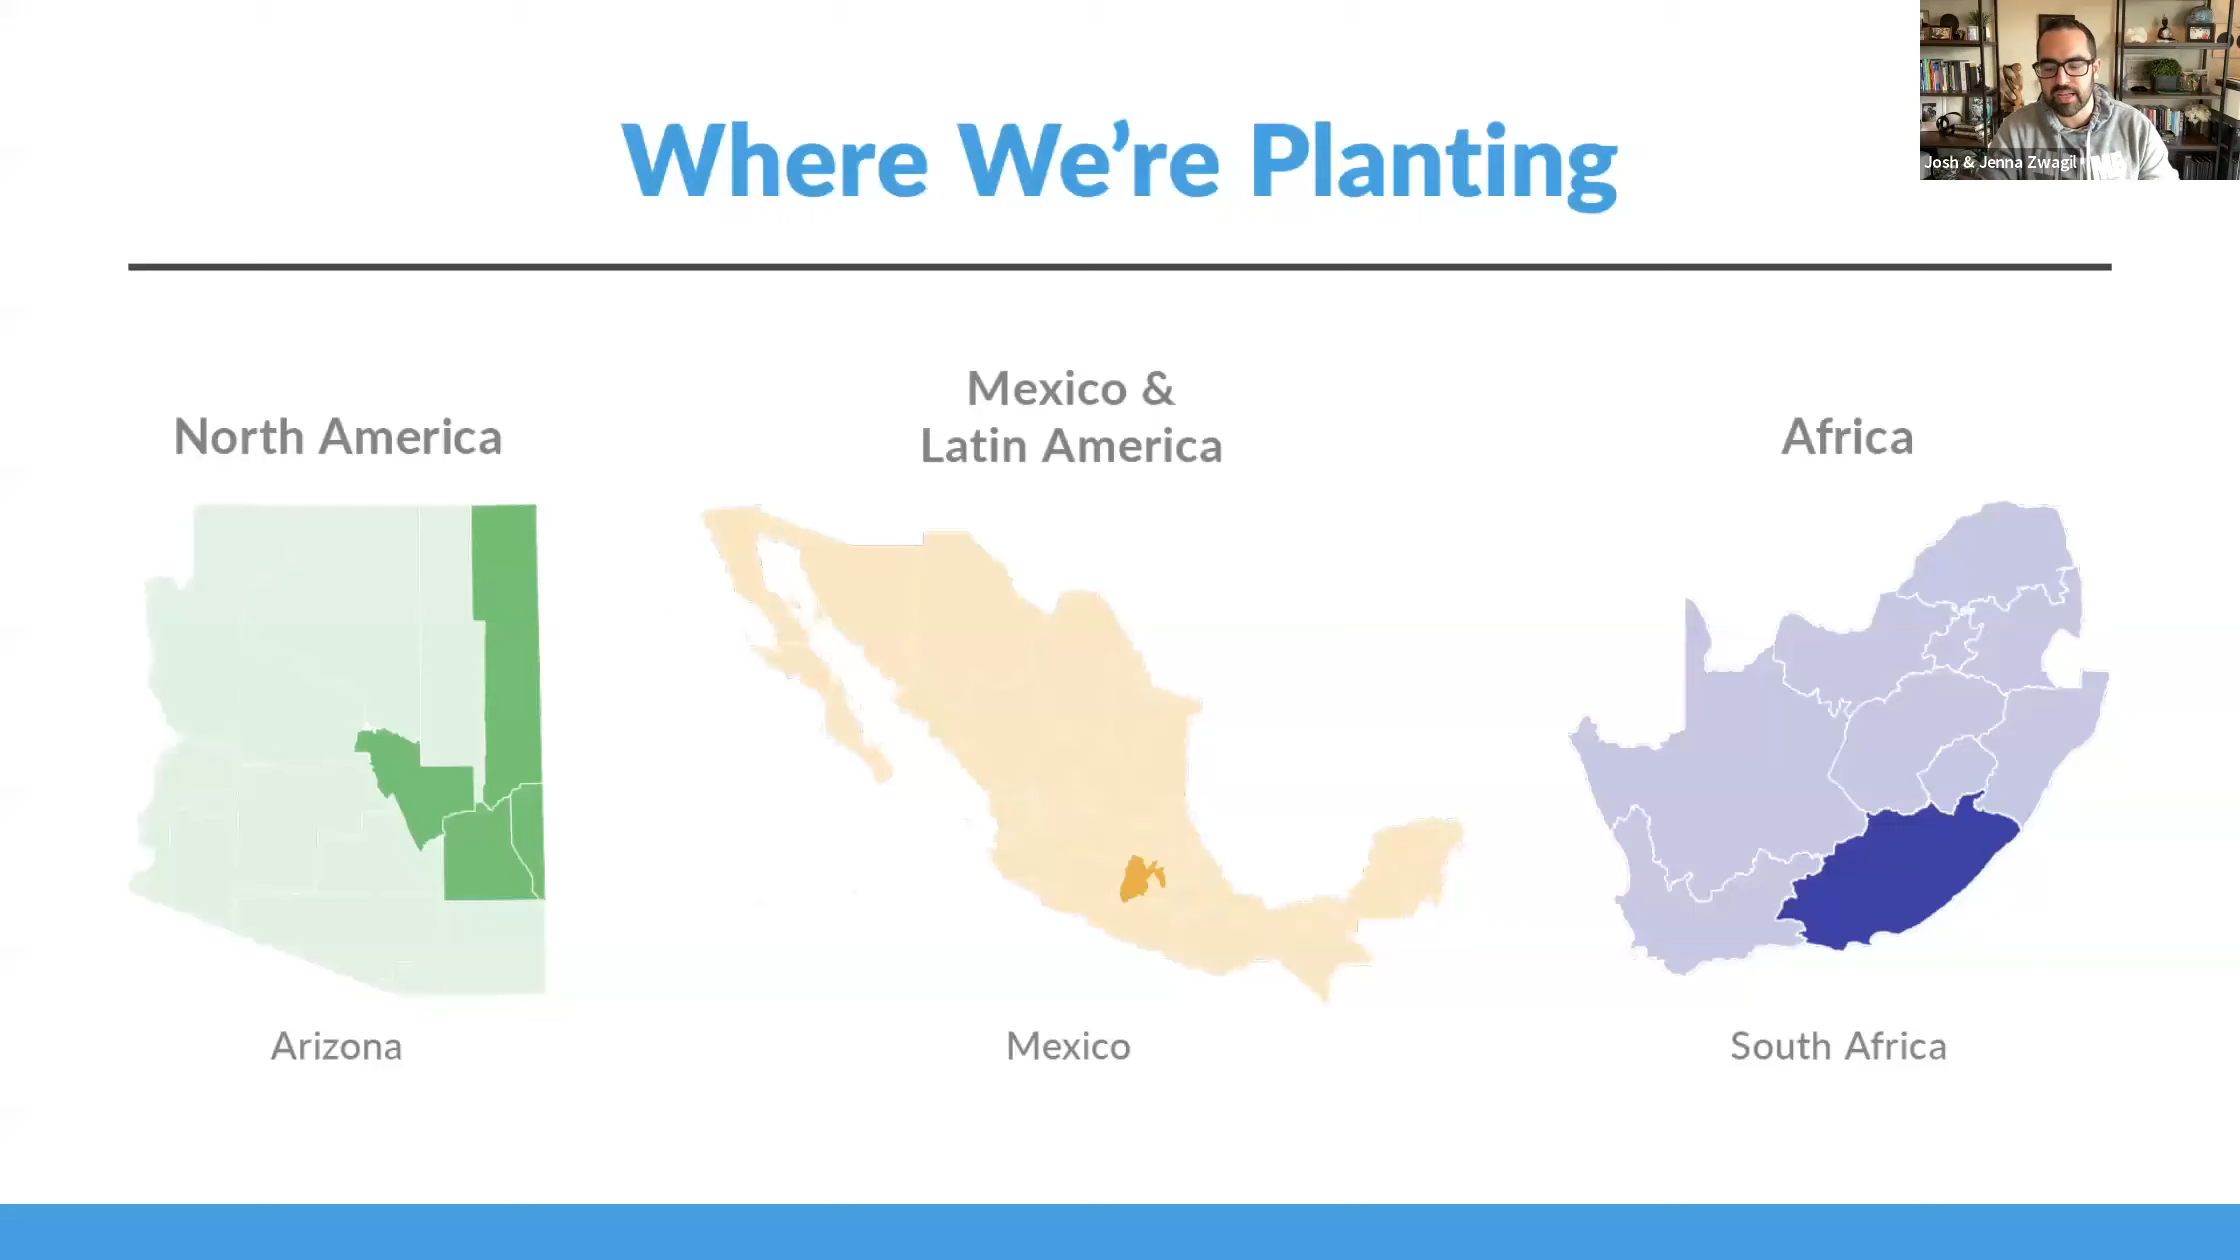 Where We’re Planting
Josh & Jenna Zwagil
North America
Mexico &
Latin America
Africa
Arizona
Mexico
South Africa